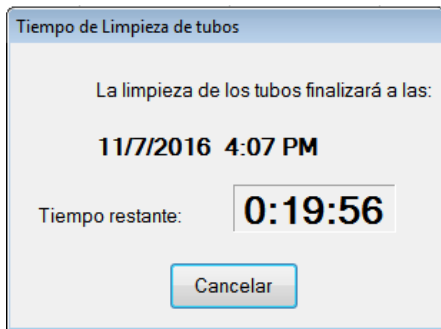 Tiempo de Limpieza de tubos
La limpieza de los tubos finalizará a las:
11/7/2016 4:07 PM
Tiempo restante: 0:19:56
Cancelar